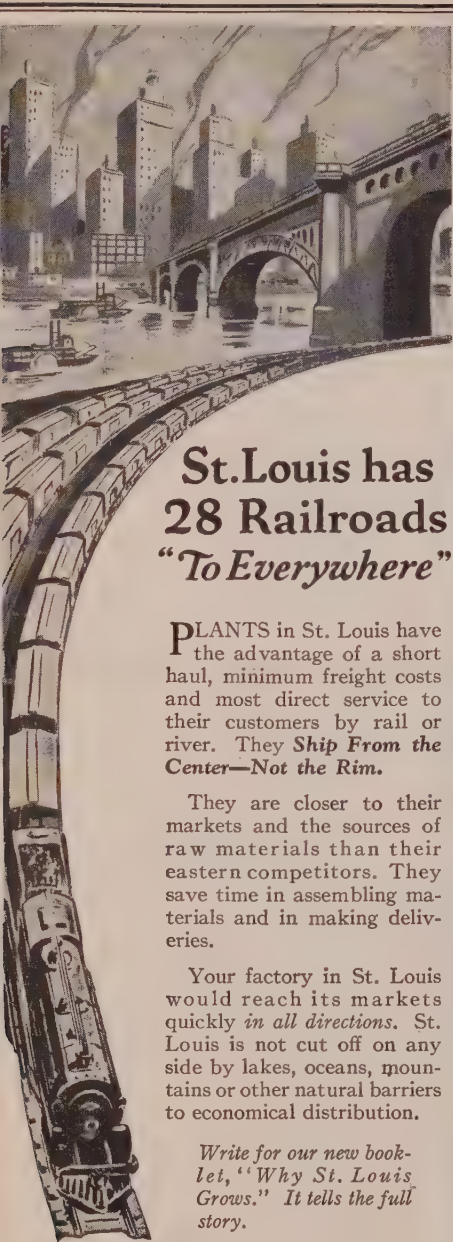 St. Louis has
28 Railroads
"To Everywhere"
PLANTS in St. Louis have
the advantage of a short
haul, minimum freight costs
and most direct service to
their customers by rail or
river. They Ship From the
Center—Not the Rim.
They are closer to their
markets and the sources of
raw materials than their
eastern competitors. They
save time in assembling ma-
terials and in making deliv-
eries.
Your factory in St. Louis
would reach its markets
quickly in all directions. St.
Louis is not cut off on any
side by lakes, oceans, moun-
tains or other natural barriers
to economical distribution.
Write for our new book-
let, "Why St. Louis
Grows." It tells the full
story.